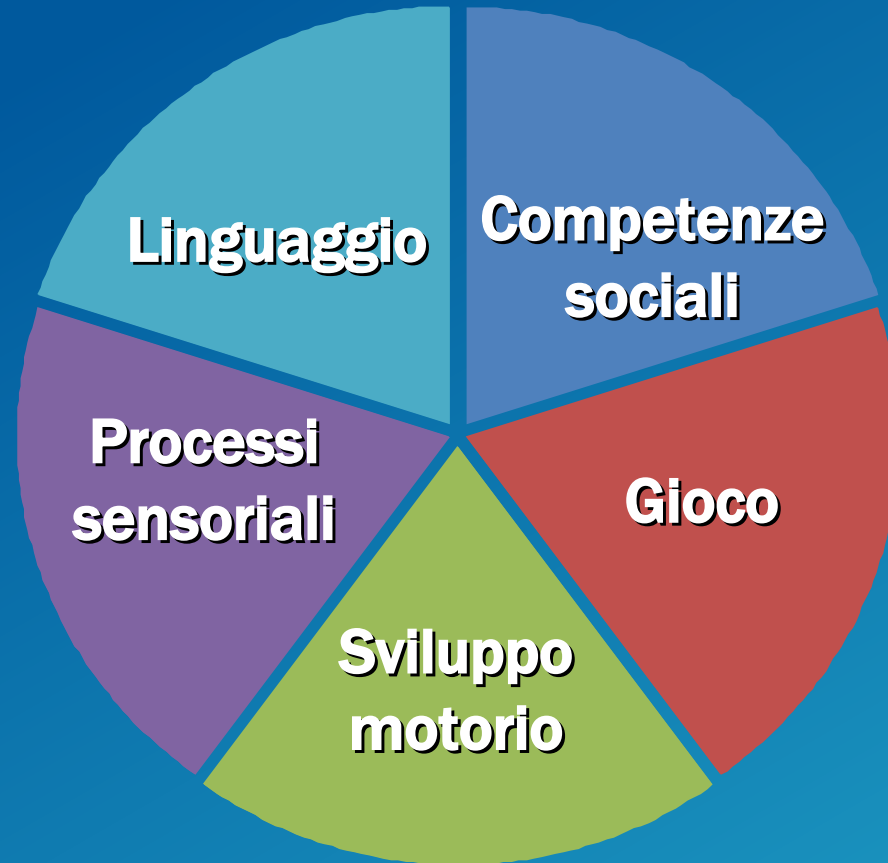 Linguaggio
Competenze
sociali
Processi
sensoriali
Gioco
Sviluppo
motorio